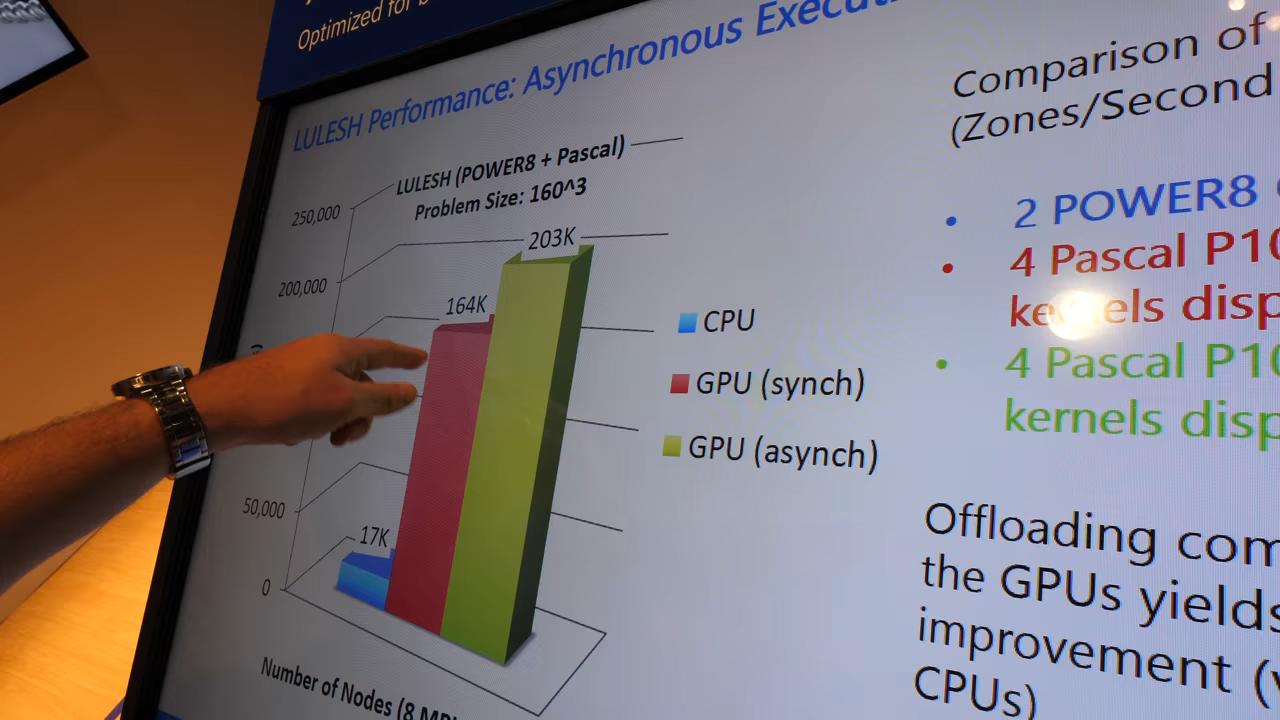 Optimized for b
LULESH Performance: Asynchronous Execut
LULESH (POWER8 + Pascal)
Problem Size: 160^3
250,000
200,000
50,000
0
203K
164K
17K
CPU
GPU (synch)
GPU (asynch)
Number of Nodes (8 MPI
Comparison of
(Zones/Second
• 2 POWER8
• 4 Pascal P10
kernels disp
• 4 Pascal P10
kernels disp
Offloading com
the GPUs yields
improvement (v
CPUs)